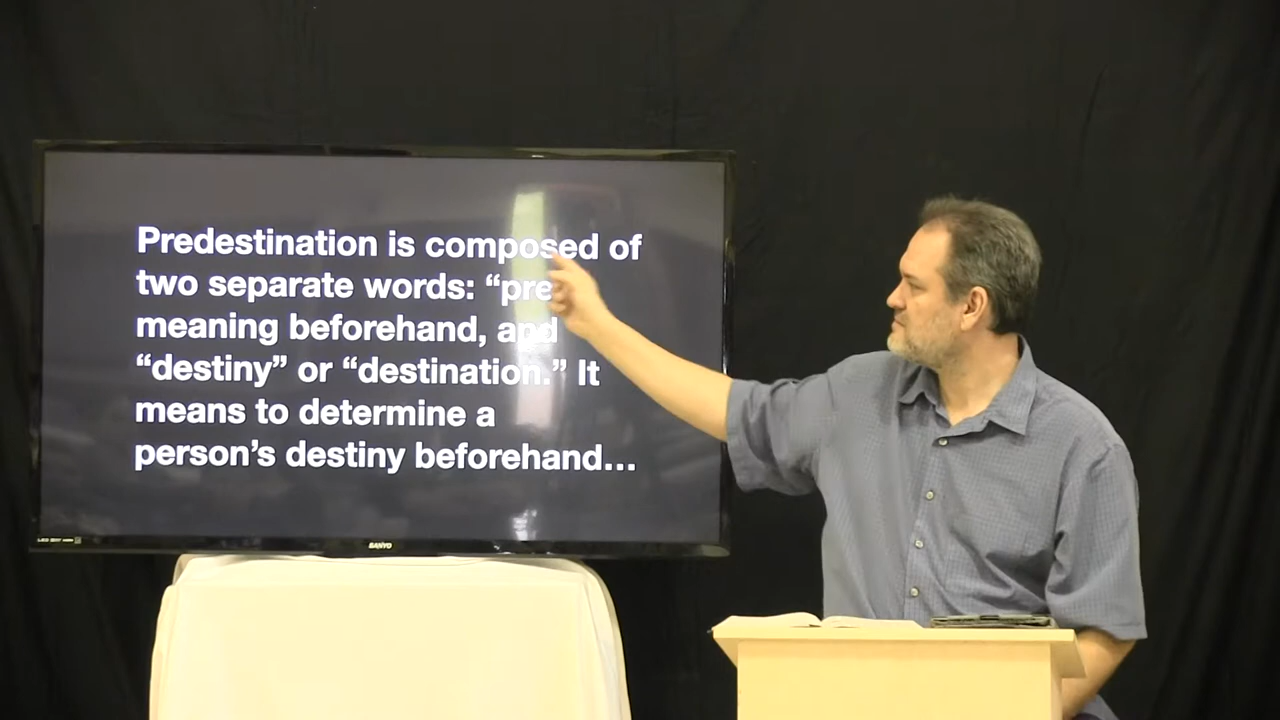 Predestination is composed of
two separate words: “pre
meaning beforehand, and
“destiny” or “destination.” It
means to determine a
person’s destiny beforehand...
SANYO